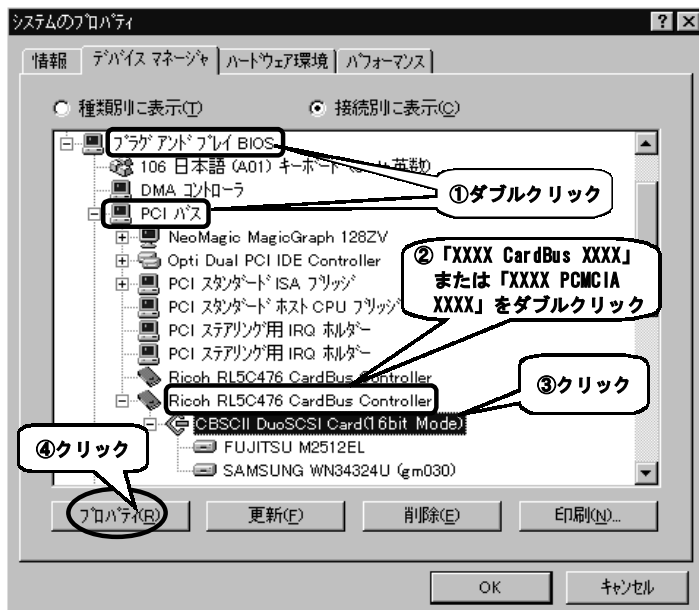 システムのプロパティ
情報 デバイス マネージャ ハードウェア環境 パフォーマンス
種類別に表示(T) 接続別に表示(C)
プラグ アンド プレイ BIOS
106 日本語 (A01) キーボード
DMA コントローラ
①ダブルクリック
PCI バス
NeoMagic MagicGraph 128ZV
Opti Dual PCI IDE Controller
PCI スタンダード ISA ブリッジ
PCI スタンダード ホスト CPU ブリッジ
PCI ステアリング用 IRQ ホルダー
PCI ステアリング用 IRQ ホルダー
②「XXXX CardBus XXXX」
または「XXXX PCMCIA
XXXX」をダブルクリック
Ricoh RL5C476 CardBus Controller
Ricoh RL5C476 CardBus Controller
③クリック
CBSCII DuoSCSI Card(16bit Mode)
FUJITSU M2512EL
SAMSUNG WN34324U (gm030)
④クリック
プロパティ(R) 更新(F) 削除(E) 印刷(N)...
OK キャンセル